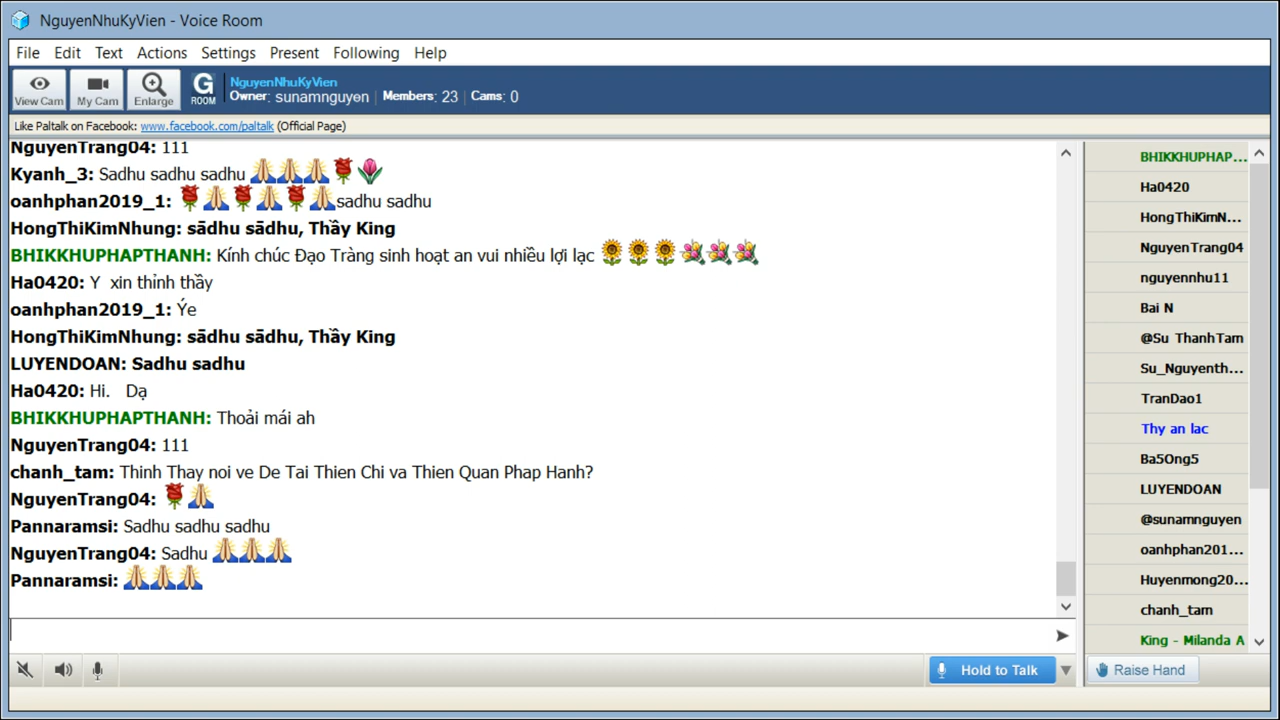 NguyenNhuKyVien - Voice Room
File Edit Text Actions Settings Present Following Help
View Cam My Cam Enlarge G ROOM NguyenNhuKyVien
Owner: sunamnguyen | Members: 23 | Cams: 0
Like Paltalk on Facebook: www.facebook.com/paltalk (Official Page)
NguyenTrang04: 111
Kyanh_3: Sadhu sadhu sadhu 🙏🙏🙏🌹🌷
oanhphan2019_1: 🌹🙏🌹🙏🌹🙏sadhu sadhu
HongThiKimNhung: sādhu sādhu, Thầy King
BHIKKHUPHAPTHANH: Kính chúc Đạo Tràng sinh hoạt an vui nhiều lợi lạc 🌻🌻🌻💐💐💐
Ha0420: Y xin thỉnh thầy
oanhphan2019_1: Ýe
HongThiKimNhung: sādhu sādhu, Thầy King
LUYENDOAN: Sadhu sadhu
Ha0420: Hi. Dạ
BHIKKHUPHAPTHANH: Thoải mái ah
NguyenTrang04: 111
chanh_tam: Thinh Thay noi ve De Tai Thien Chi va Thien Quan Phap Hanh?
NguyenTrang04: 🌹🙏
Pannaramsi: Sadhu sadhu sadhu
NguyenTrang04: Sadhu 🙏🙏🙏
Pannaramsi: 🙏🙏🙏
BHIKKHUPHAP...
Ha0420
HongThiKimN...
NguyenTrang04
nguyennhu11
Bai N
@Su ThanhTam
Su_Nguyenth...
TranDao1
Thy an lac
Ba5Ong5
LUYENDOAN
@sunamnguyen
oanhphan201...
Huyenmong20...
chanh_tam
King - Milanda A
Hold to Talk
Raise Hand